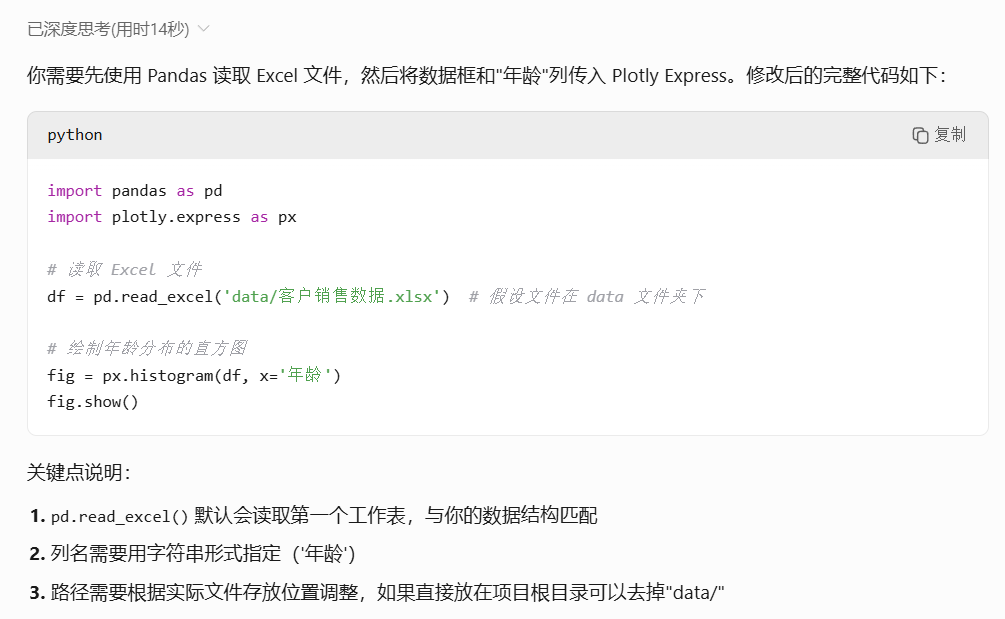 已深度思考(用时14秒)
你需要先使用 Pandas 读取 Excel 文件，然后将数据框和"年龄"列传入 Plotly Express。修改后的完整代码如下：
python
复制
import pandas as pd
import plotly.express as px
# 读取 Excel 文件
df = pd.read_excel('data/客户销售数据.xlsx')  # 假设文件在 data 文件夹下
# 绘制年龄分布的直方图
fig = px.histogram(df, x='年龄')
fig.show()
关键点说明：
1. pd.read_excel() 默认会读取第一个工作表，与你的数据结构匹配
2. 列名需要用字符串形式指定（'年龄'）
3. 路径需要根据实际文件存放位置调整，如果直接放在项目根目录可以去掉"data/"